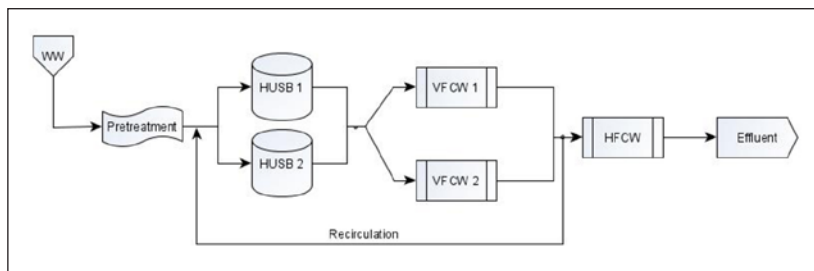 WW
Pretreatment
HUSB 1
HUSB 2
VFCW 1
VFCW 2
HFCW
Effluent
Recirculation